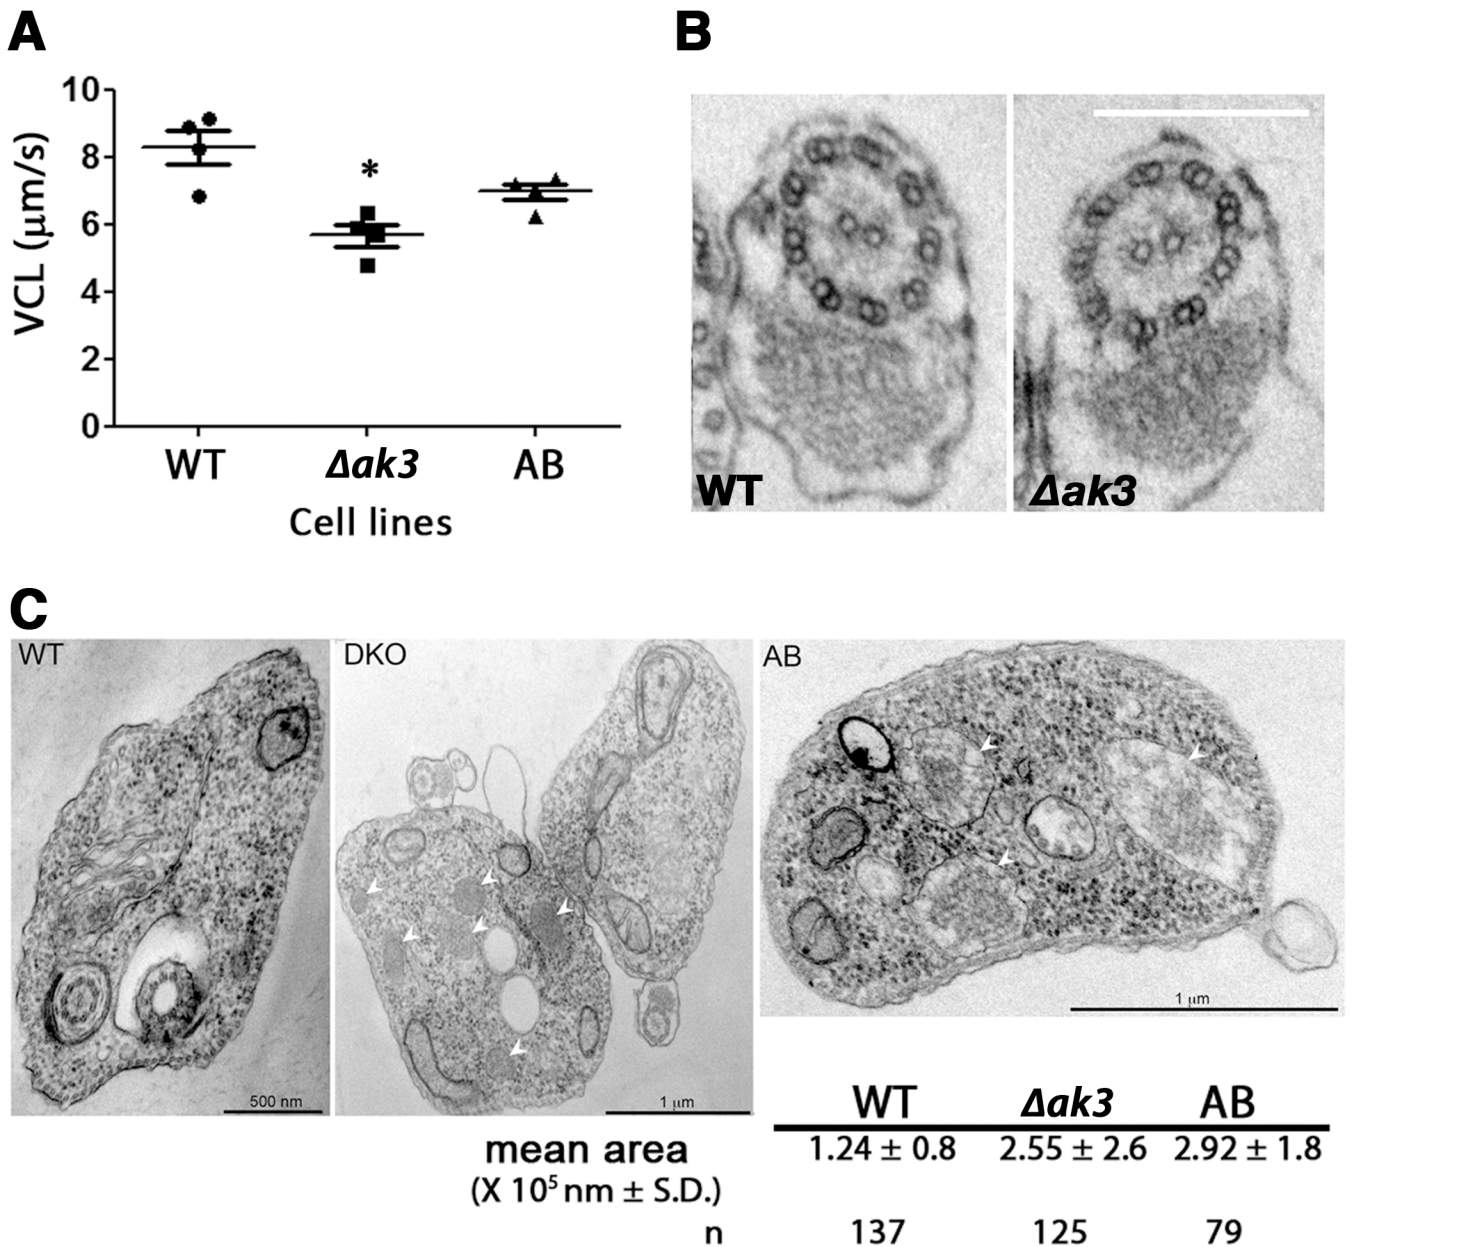 A
B
10
8
6
4
2
0
VCL (μm/s)
*
WT Δak3 AB
Cell lines
WT Δak3
C
WT
DKO
AB
500 nm
1 μm
1 μm
WT Δak3 AB
mean area 1.24 ± 0.8 2.55 ± 2.6 2.92 ± 1.8
(X 10⁵ nm ± S.D.)
n 137 125 79